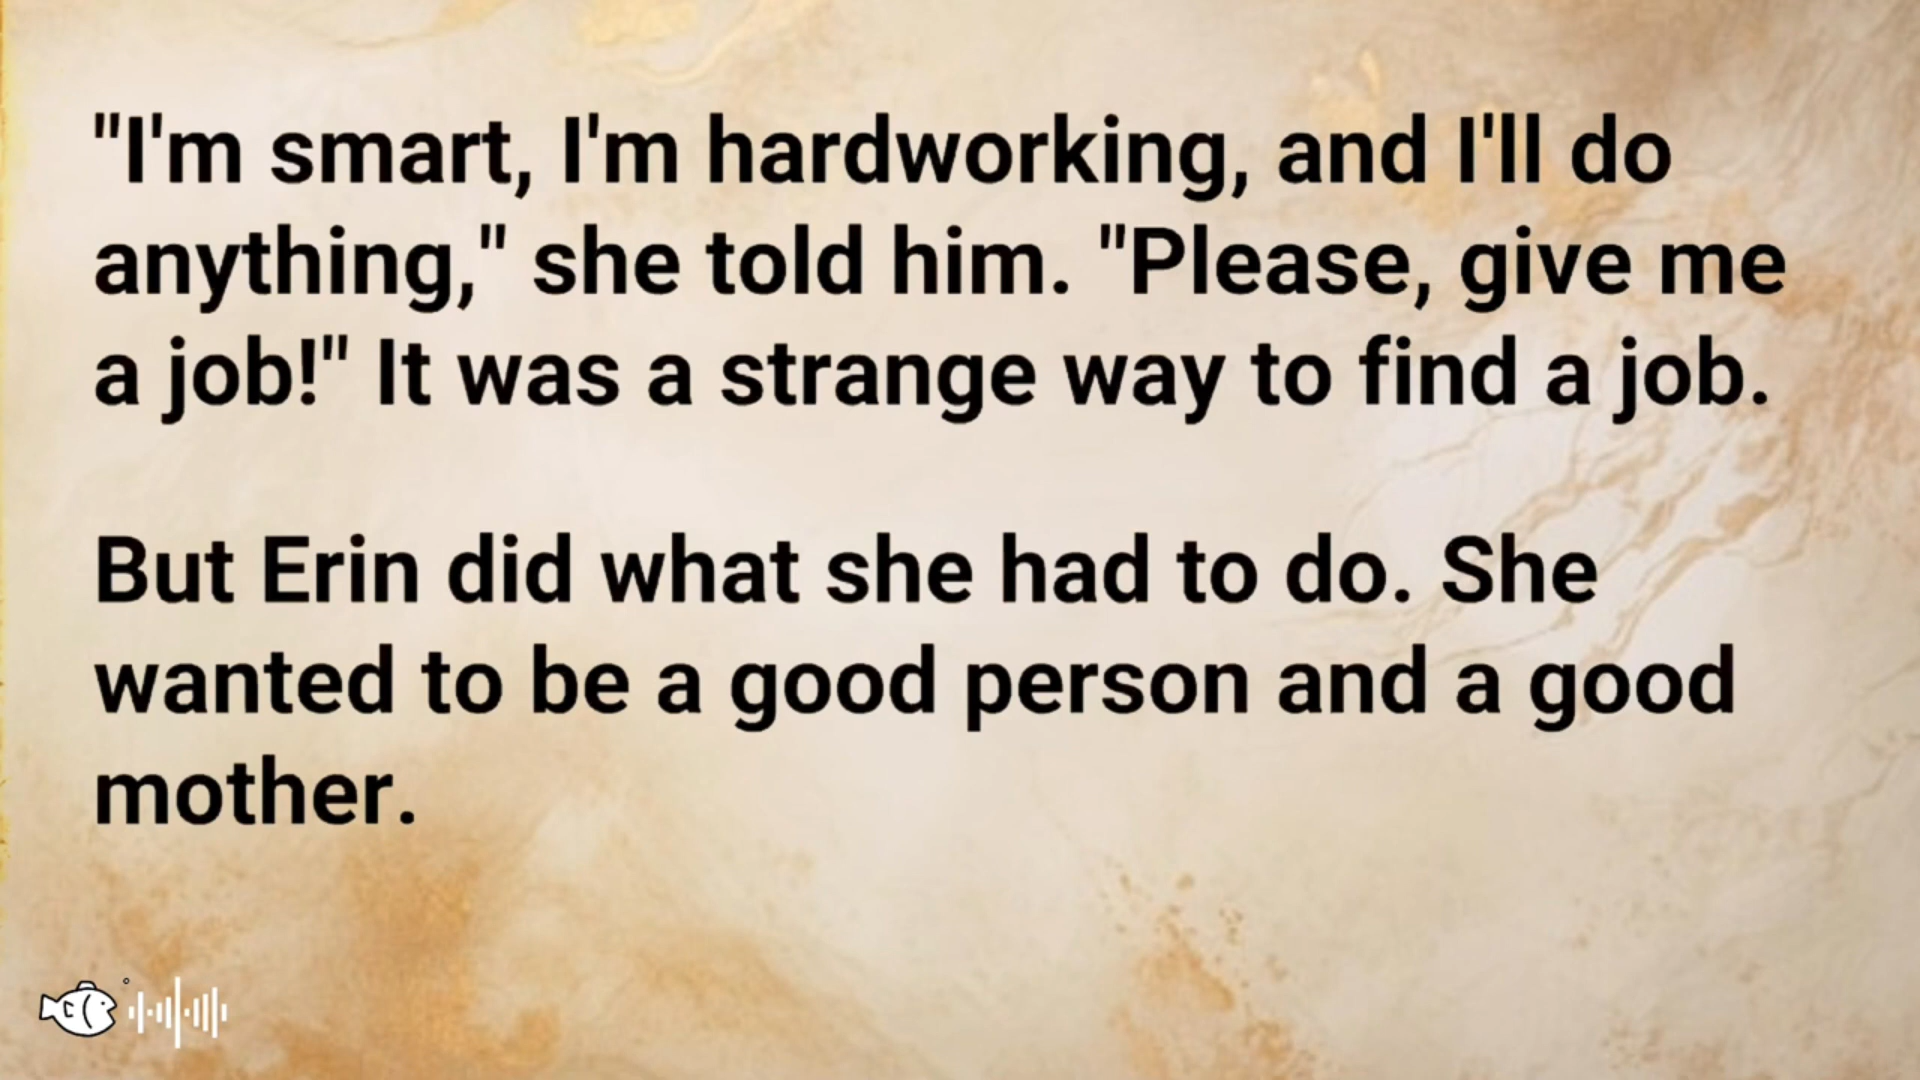 "I'm smart, I'm hardworking, and I'll do
anything," she told him. "Please, give me
a job!" It was a strange way to find a job.
But Erin did what she had to do. She
wanted to be a good person and a good
mother.